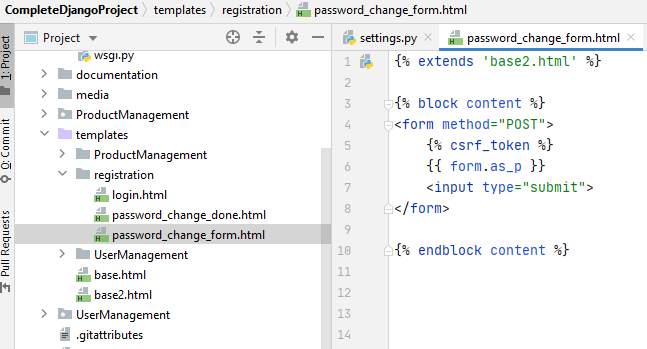 CompleteDjangoProject templates registration password_change_form.html
1: Project
0: Commit
Pull Requests
Project
wsgi.py
documentation
media
ProductManagement
templates
ProductManagement
registration
login.html
password_change_done.html
password_change_form.html
UserManagement
base.html
base2.html
UserManagement
.gitattributes
settings.py password_change_form.html
1 {% extends 'base2.html' %}
2
3 {% block content %}
4 <form method="POST">
5 {% csrf_token %}
6 {{ form.as_p }}
7 <input type="submit">
8 </form>
9
10 {% endblock content %}
11
12
13
14